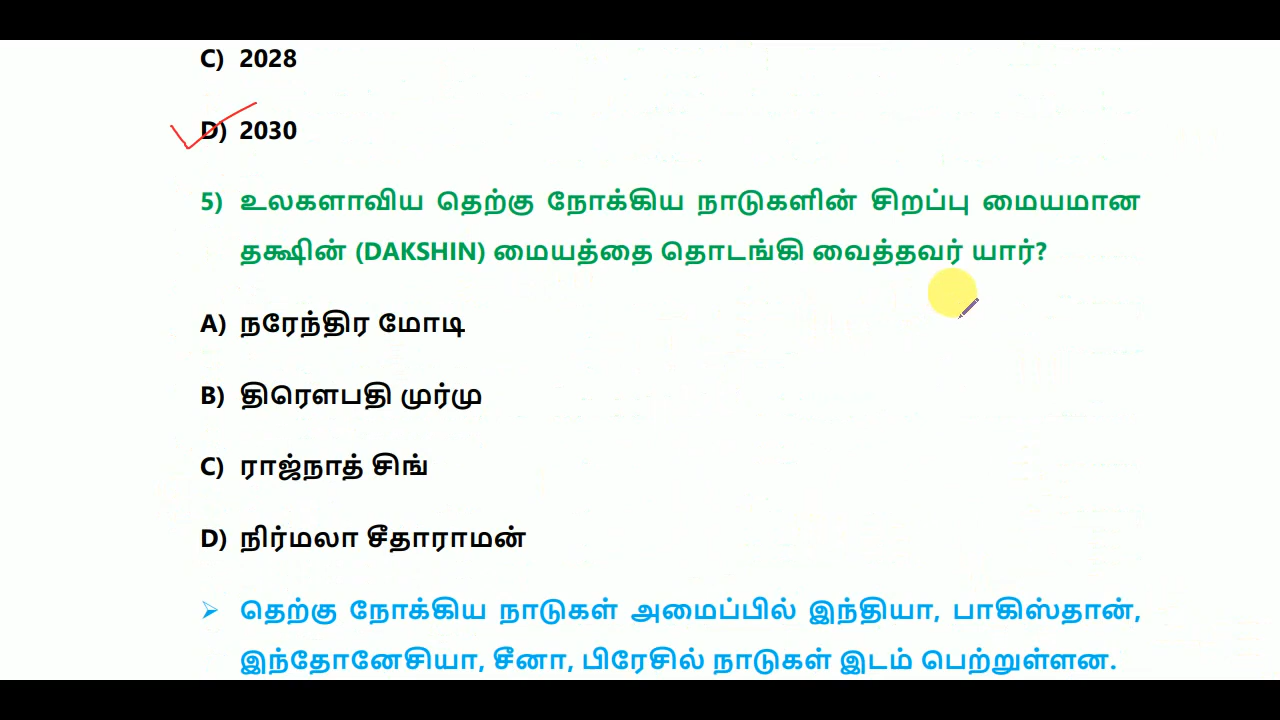 C) 2028
D) 2030
5) உலகளாவிய தெற்கு நோக்கிய நாடுகளின் சிறப்பு மையமான
தக்ஷின் (DAKSHIN) மையத்தை தொடங்கி வைத்தவர் யார்?
A) நரேந்திர மோடி
B) திரௌபதி முர்மு
C) ராஜ்நாத் சிங்
D) நிர்மலா சீதாராமன்
➢ தெற்கு நோக்கிய நாடுகள் அமைப்பில் இந்தியா, பாகிஸ்தான்,
இந்தோனேசியா, சீனா, பிரேசில் நாடுகள் இடம் பெற்றுள்ளன.